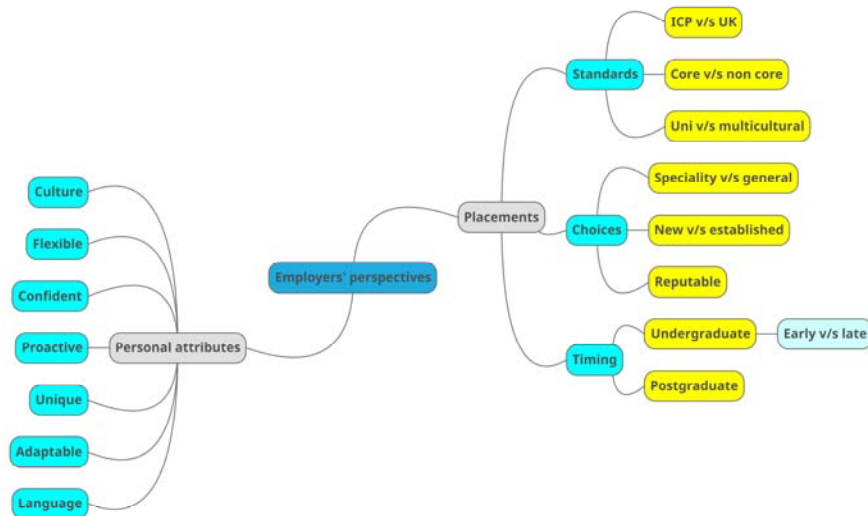 Employers' perspectives
Personal attributes
Culture
Flexible
Confident
Proactive
Unique
Adaptable
Language
Placements
Standards
ICP v/s UK
Core v/s non core
Uni v/s multicultural
Choices
Speciality v/s general
New v/s established
Reputable
Timing
Undergraduate
Early v/s late
Postgraduate